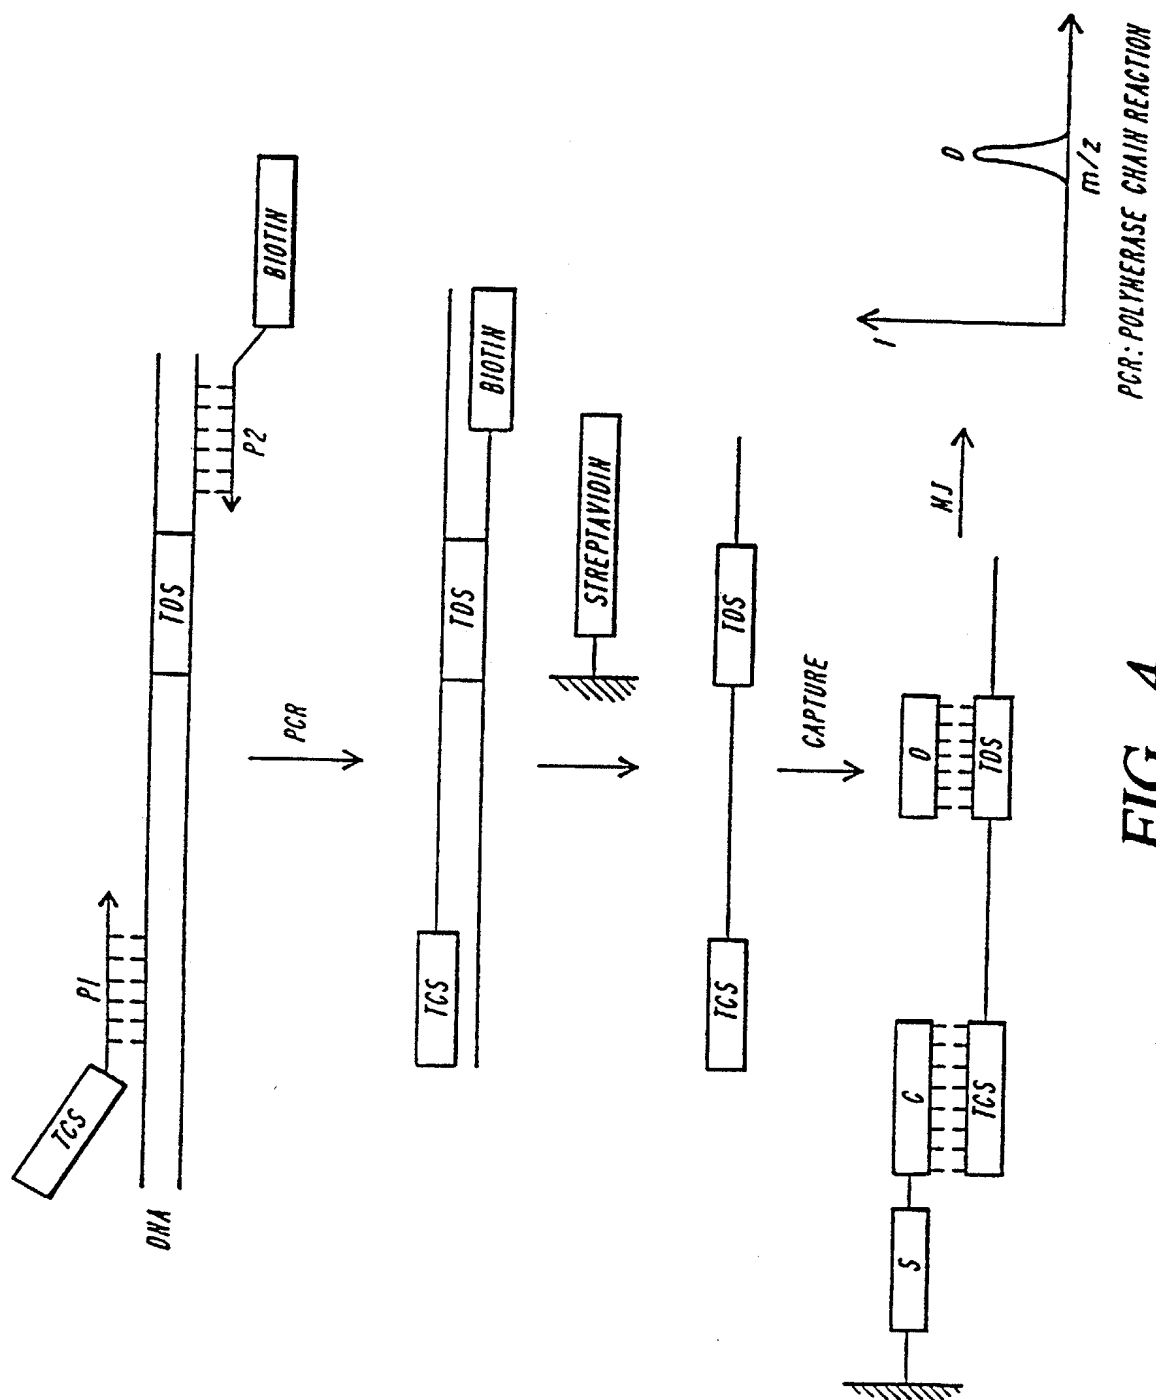 TCS
P1
DNA
TDS
P2
BIOTIN
PCR
TCS
TDS
BIOTIN
STREPTAVIDIN
TCS
TDS
CAPTURE
S
C
TCS
D
TDS
MJ
I
D
m/z
PCR: POLYMERASE CHAIN REACTION
FIG. 4